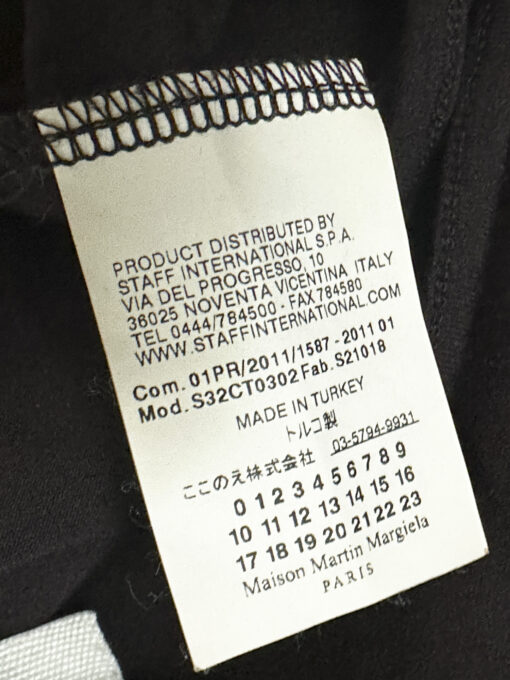 PRODUCT DISTRIBUTED BY
STAFF INTERNATIONAL S.P.A.
VIA DEL PROGRESSO, 10
36025 NOVENTA VICENTINA ITALY
TEL 0444/784500 - FAX 784580
WWW.STAFFINTERNATIONAL.COM
Com. 01PR/2011/1587 - 2011 01
Mod. S32CT0302 Fab. S21018
MADE IN TURKEY
トルコ製
ここのえ株式会社 03-5794-9931
0 1 2 3 4 5 6 7 8 9
10 11 12 13 14 15 16
17 18 19 20 21 22 23
Maison Martin Margiela
PARIS